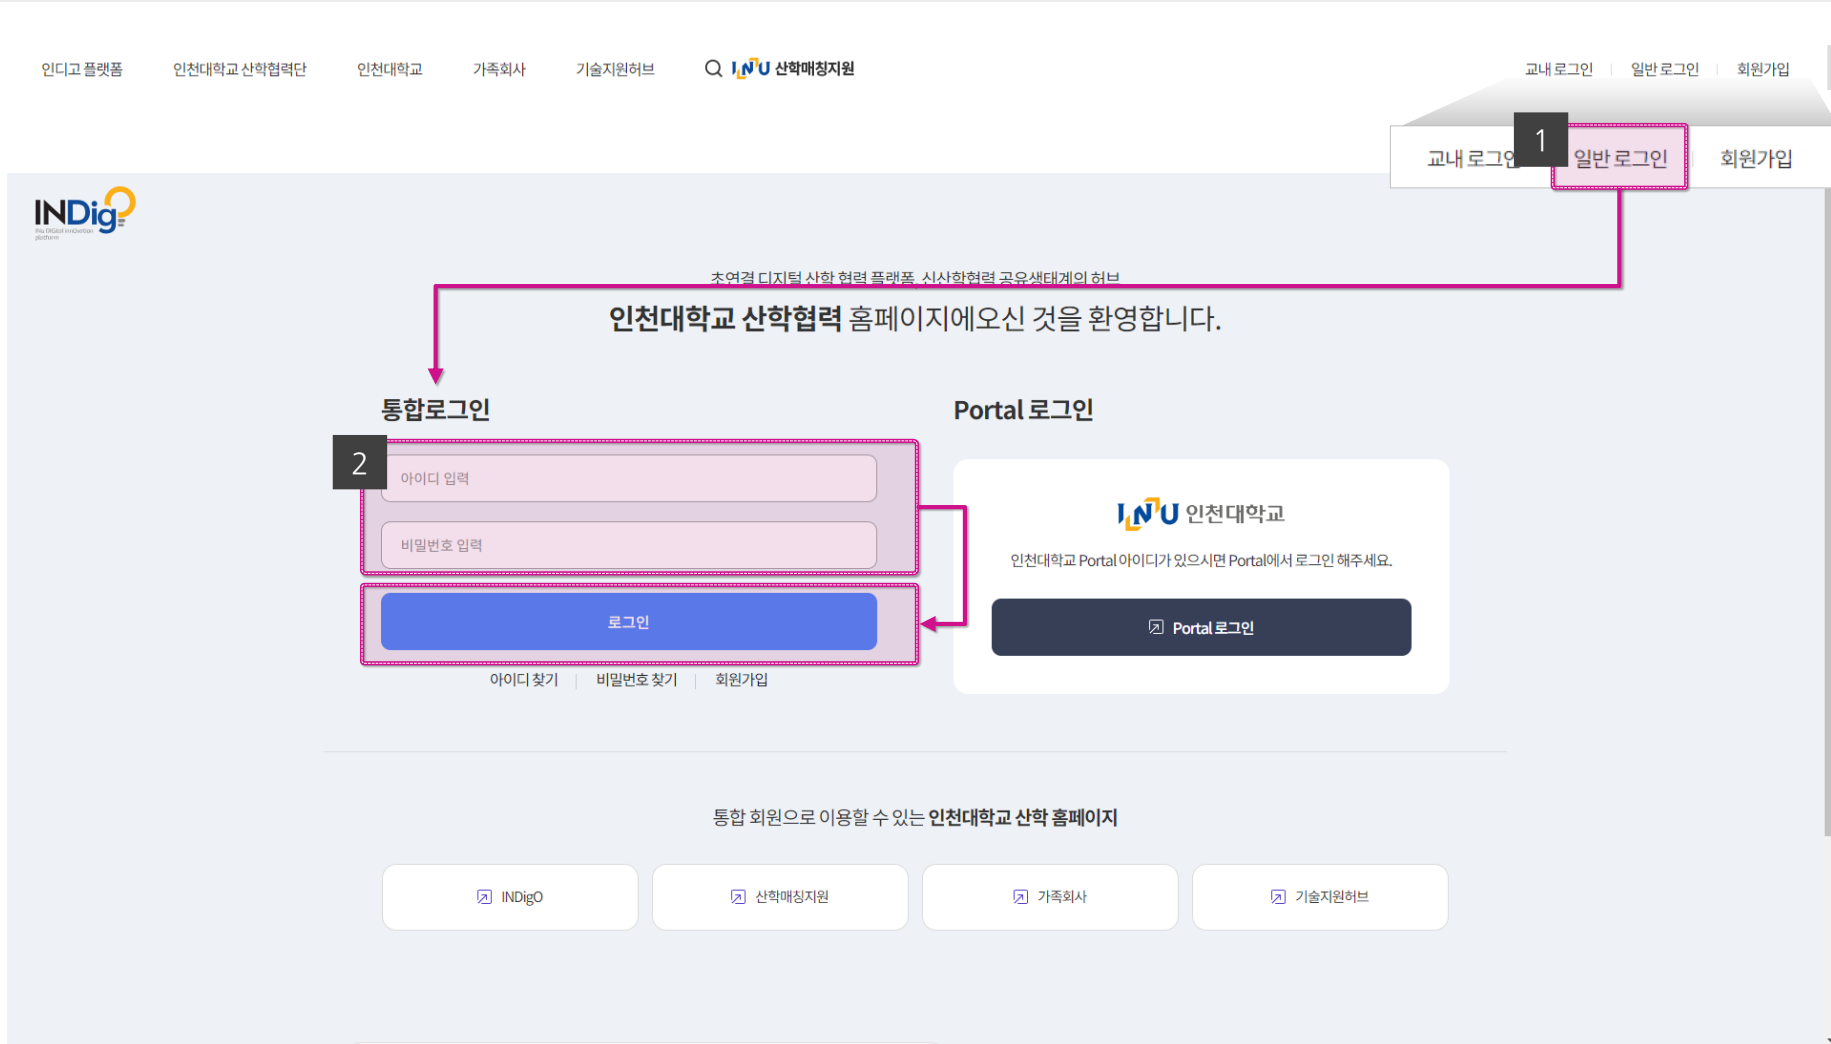 인디고 플랫폼 인천대학교 산학협력단 인천대학교 가족회사 기술지원허브 INU 산학매칭지원 교내 로그인 일반 로그인 회원가입
교내 로그인 1 일반 로그인 회원가입
INDigO
platform
초연결 디지털 산학 협력 플랫폼, 신산학협력 공유생태계의 허브
인천대학교 산학협력 홈페이지에오신 것을 환영합니다.
통합로그인
2
아이디 입력
비밀번호 입력
로그인
아이디 찾기 비밀번호 찾기 회원가입
Portal 로그인
INU 인천대학교
인천대학교 Portal 아이디가 있으시면 Portal에서 로그인 해주세요.
Portal 로그인
통합 회원으로 이용할 수 있는 인천대학교 산학 홈페이지
INDigO 산학매칭지원 가족회사 기술지원허브